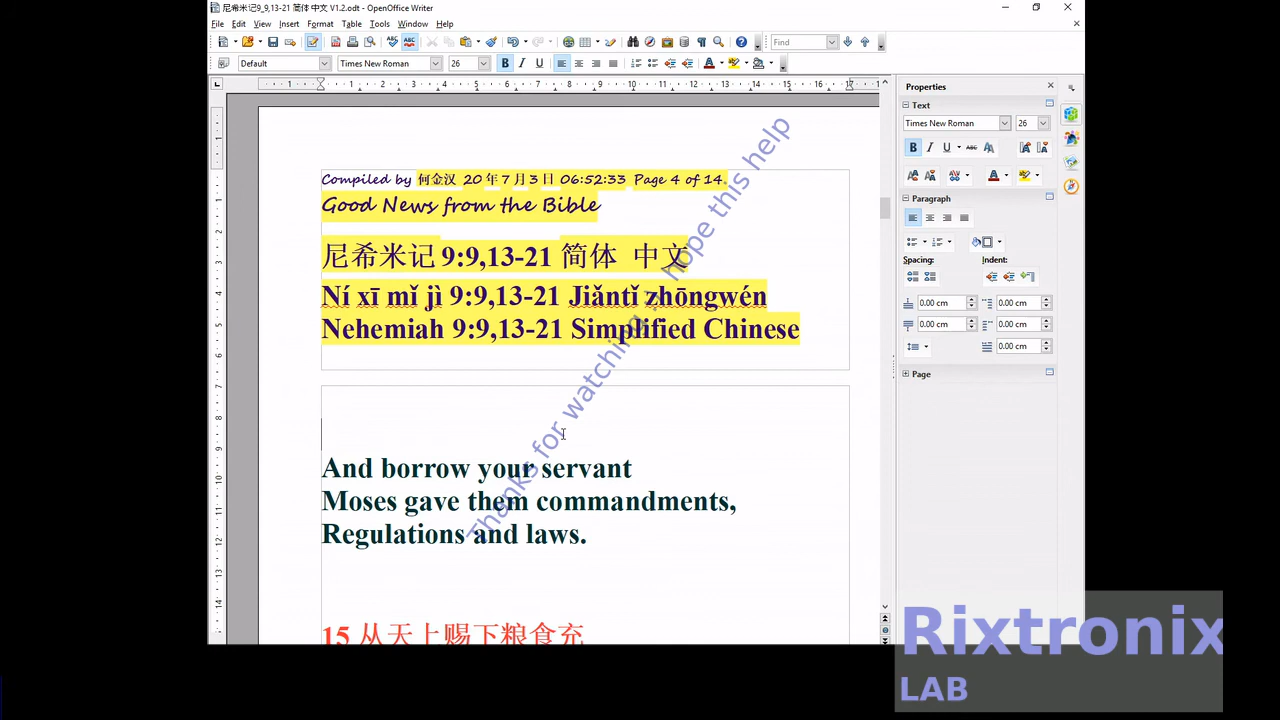 尼希米记9_9,13-21 简体 中文 V1.2.odt - OpenOffice Writer
File Edit View Insert Format Table Tools Window Help
Find
Default Times New Roman 26
Properties
Text
Times New Roman 26
Paragraph
Spacing: Indent:
0.00 cm 0.00 cm
0.00 cm 0.00 cm
0.00 cm
Page
Compiled by 何金汉 20年7月3日 06:52:33 Page 4 of 14.
Good News from the Bible
尼希米记 9:9,13-21 简体 中文
Ní xī mǐ jì 9:9,13-21 Jiǎntǐ zhōngwén
Nehemiah 9:9,13-21 Simplified Chinese
And borrow your servant
Moses gave them commandments,
Regulations and laws.
15 从天上赐下粮食充
Thanks for watching, I hope this help
Rixtronix
LAB